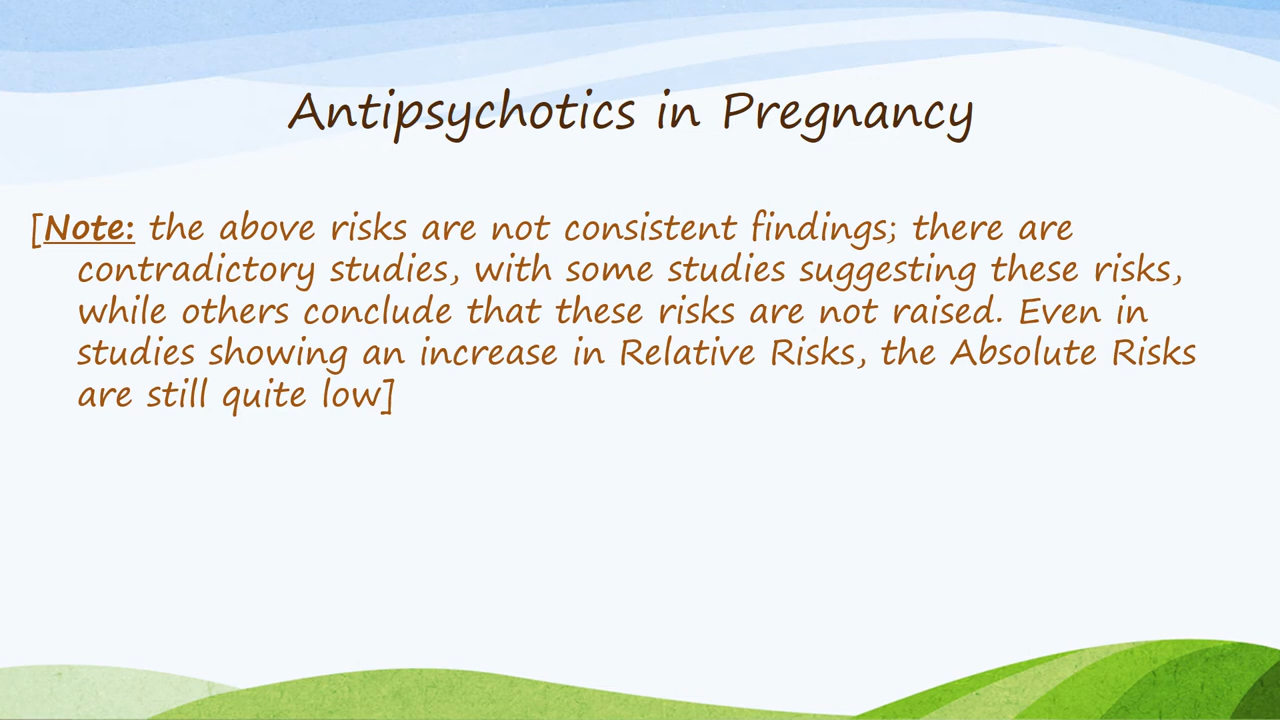 Antipsychotics in Pregnancy
[Note: the above risks are not consistent findings; there are
contradictory studies, with some studies suggesting these risks,
while others conclude that these risks are not raised. Even in
studies showing an increase in Relative Risks, the Absolute Risks
are still quite low]